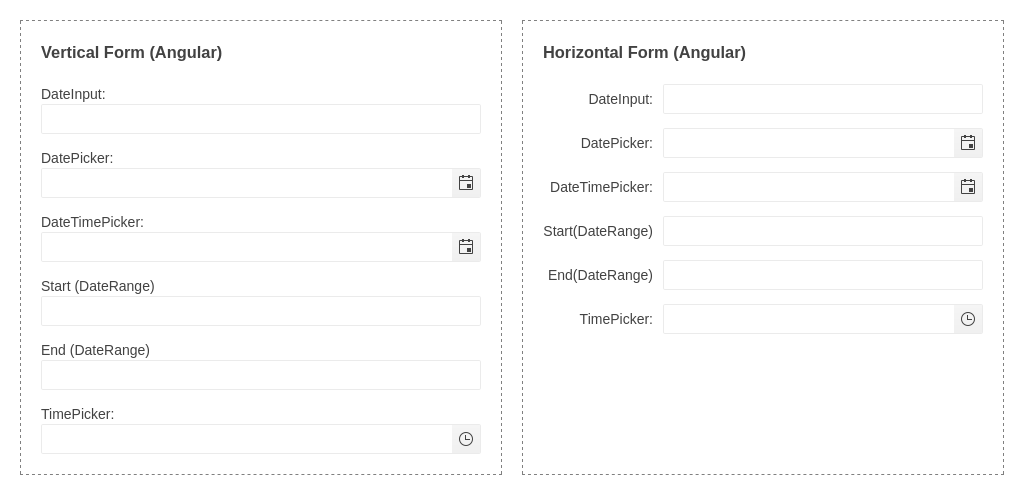 Vertical Form (Angular)
DateInput:
DatePicker:
DateTimePicker:
Start (DateRange)
End (DateRange)
TimePicker:
Horizontal Form (Angular)
DateInput:
DatePicker:
DateTimePicker:
Start(DateRange)
End(DateRange)
TimePicker: